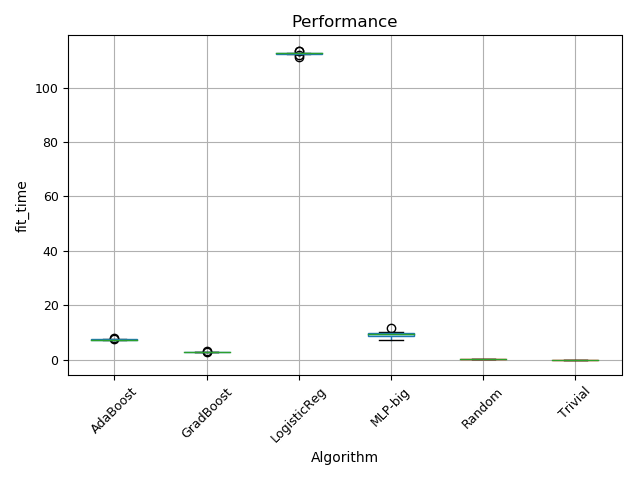 Performance
fit_time
100
80
60
40
20
0
AdaBoost
GradBoost
LogisticReg
MLP-big
Random
Trivial
Algorithm